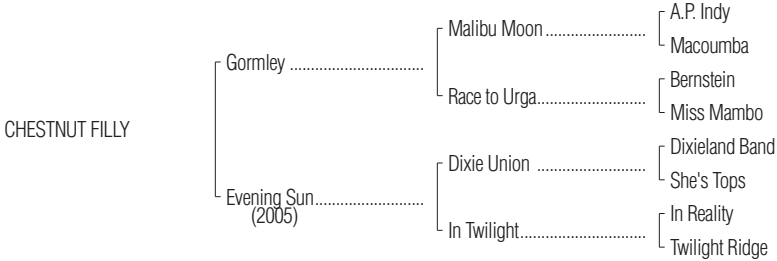 A.P. Indy
Malibu Moon ........................
Macoumba
Gormley ................................
Bernstein
Race to Urga..........................
Miss Mambo
CHESTNUT FILLY
Dixieland Band
Dixie Union ..........................
She's Tops
Evening Sun..........................
(2005)
In Reality
In Twilight..............................
Twilight Ridge